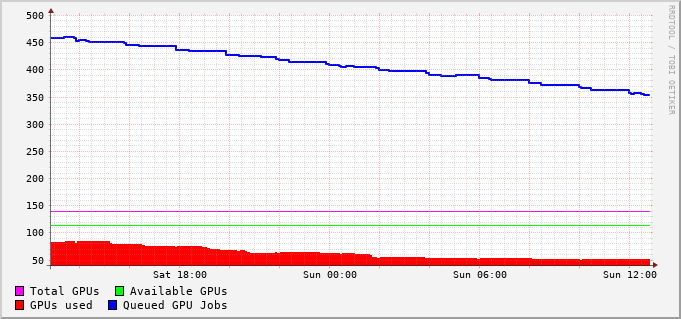 500
450
400
350
300
250
200
150
100
50
Sat 18:00 Sun 00:00 Sun 06:00 Sun 12:00
Total GPUs Available GPUs
GPUs used Queued GPU Jobs
RRDTOOL / TOBI OETIKER